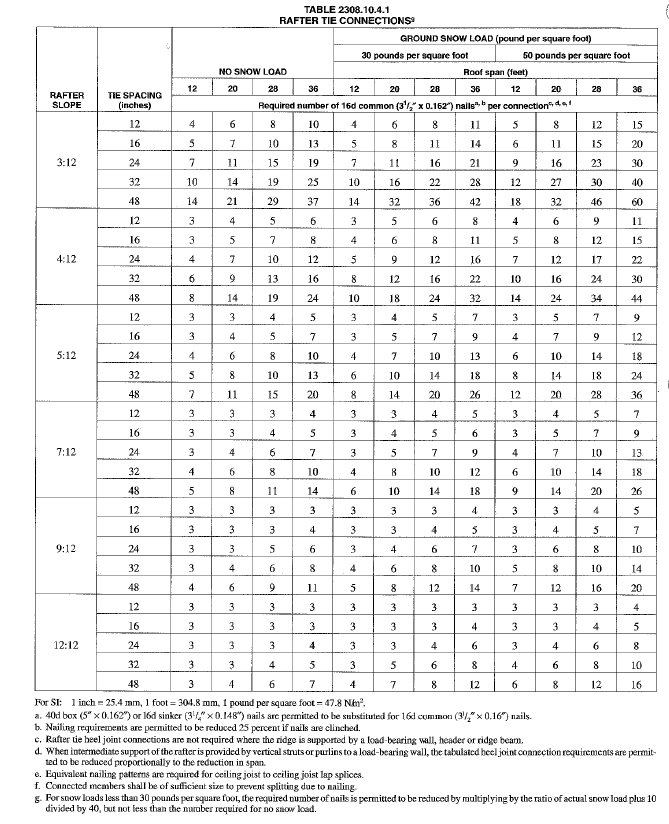 TABLE 2308.10.4.1
RAFTER TIE CONNECTIONSg
GROUND SNOW LOAD (pound per square foot)
NO SNOW LOAD 30 pounds per square foot 50 pounds per square foot
Roof span (feet)
RAFTER SLOPE TIE SPACING (inches) 12 20 28 36 12 20 28 36 12 20 28 36
Required number of 16d common (3 1/2" x 0.162") nailsa, b per connectionc, d, e, f
3:12
12 4 6 8 10 4 6 8 11 5 8 12 15
16 5 7 10 13 5 8 11 14 6 11 15 20
24 7 11 15 19 7 11 16 21 9 16 23 30
32 10 14 19 25 10 16 22 28 12 27 30 40
48 14 21 29 37 14 32 36 42 18 32 46 60
4:12
12 3 4 5 6 3 5 6 8 4 6 9 11
16 3 5 7 8 4 6 8 11 5 8 12 15
24 4 7 10 12 5 9 12 16 7 12 17 22
32 6 9 13 16 8 12 16 22 10 16 24 30
48 8 14 19 24 10 18 24 32 14 24 34 44
5:12
12 3 3 4 5 3 4 5 7 3 5 7 9
16 3 4 5 7 3 5 7 9 4 7 9 12
24 4 6 8 10 4 7 10 13 6 10 14 18
32 5 8 10 13 6 10 14 18 8 14 18 24
48 7 11 15 20 8 14 20 26 12 20 28 36
7:12
12 3 3 3 4 3 3 4 5 3 4 5 7
16 3 3 4 5 3 4 5 6 3 5 7 9
24 3 4 6 7 3 5 7 9 4 7 10 13
32 4 6 8 10 4 8 10 12 6 10 14 18
48 5 8 11 14 6 10 14 18 9 14 20 26
9:12
12 3 3 3 3 3 3 3 4 3 3 4 5
16 3 3 3 4 3 3 4 5 3 4 5 7
24 3 3 5 6 3 4 6 7 3 6 8 10
32 3 4 6 8 4 6 8 10 5 8 10 14
48 4 6 9 11 5 8 12 14 7 12 16 20
12:12
12 3 3 3 3 3 3 3 3 3 3 3 4
16 3 3 3 3 3 3 3 4 3 3 4 5
24 3 3 3 4 3 3 4 6 3 4 6 8
32 3 3 4 5 3 5 6 8 4 6 8 10
48 3 4 6 7 4 7 8 12 6 8 12 16
For SI: 1 inch = 25.4 mm, 1 foot = 304.8 mm, 1 pound per square foot = 47.8 N/m².
a. 40d box (5" × 0.162") or 16d sinker (3 1/4" × 0.148") nails are permitted to be substituted for 16d common (3 1/2" × 0.16") nails.
b. Nailing requirements are permitted to be reduced 25 percent if nails are clinched.
c. Rafter tie heel joint connections are not required where the ridge is supported by a load-bearing wall, header or ridge beam.
d. When intermediate support of the rafter is provided by vertical struts or purlins to a load-bearing wall, the tabulated heel joint connection requirements are permit-
ted to be reduced proportionally to the reduction in span.
e. Equivalent nailing patterns are required for ceiling joist to ceiling joist lap splices.
f. Connected members shall be of sufficient size to prevent splitting due to nailing.
g. For snow loads less than 30 pounds per square foot, the required number of nails is permitted to be reduced by multiplying by the ratio of actual snow load plus 10
divided by 40, but not less than the number required for no snow load.